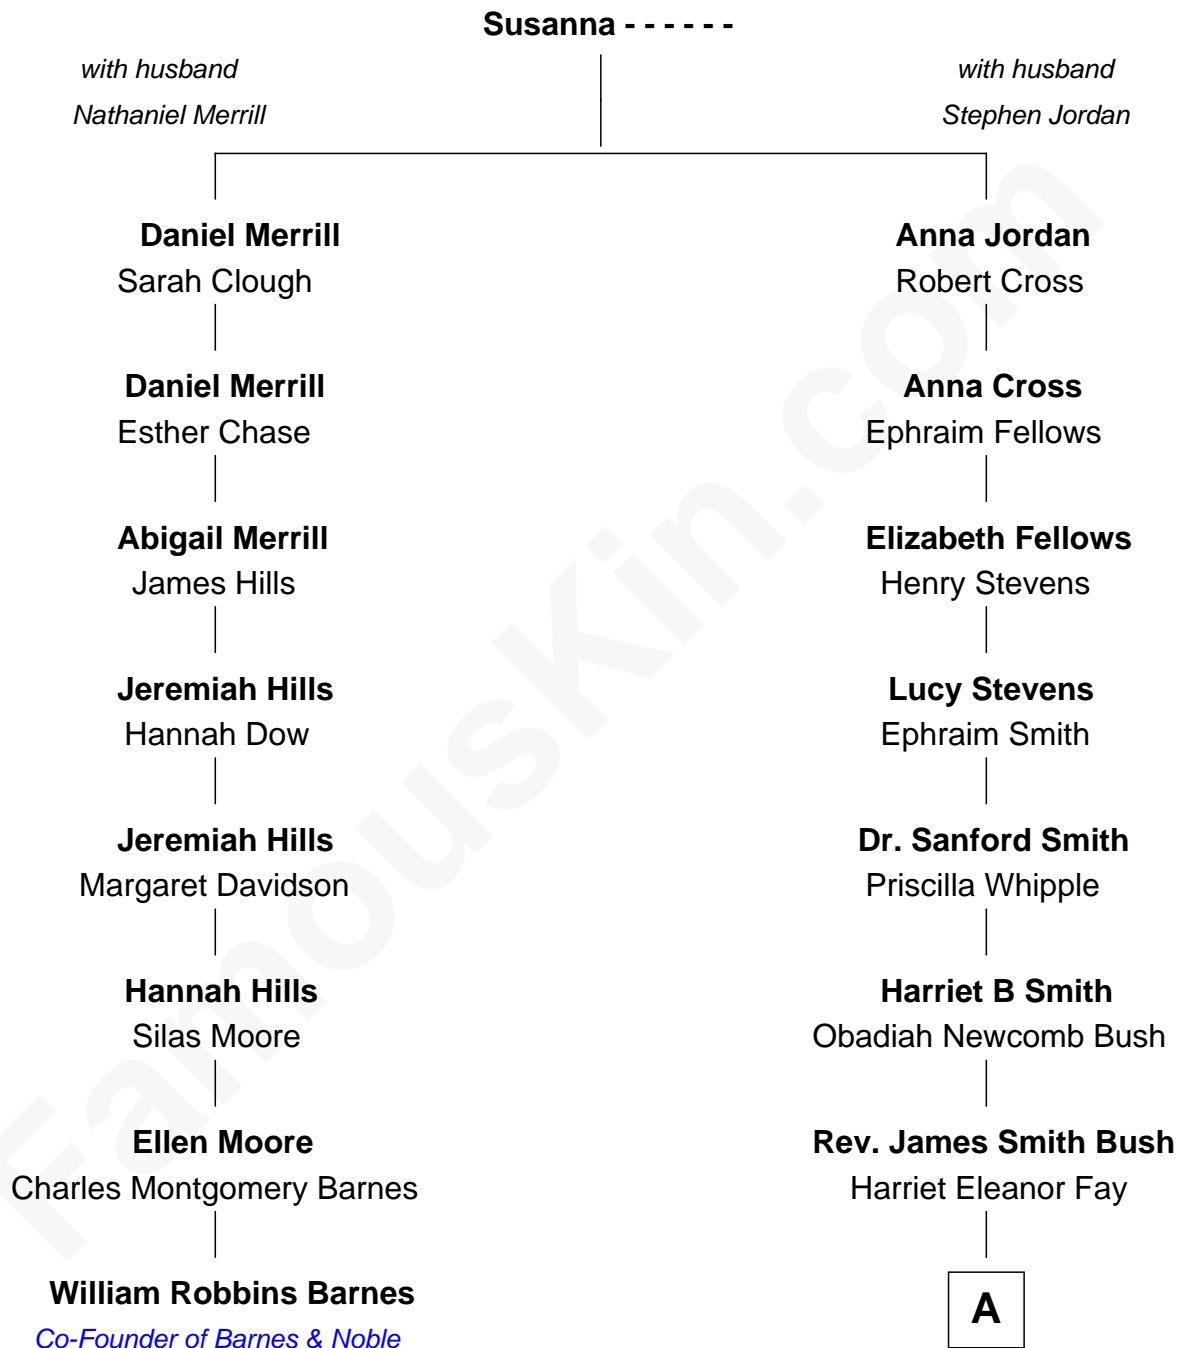 Susanna - - - - - -
with husband
Nathaniel Merrill
with husband
Stephen Jordan
Daniel Merrill
Sarah Clough
Anna Jordan
Robert Cross
Daniel Merrill
Esther Chase
Anna Cross
Ephraim Fellows
Abigail Merrill
James Hills
Elizabeth Fellows
Henry Stevens
Jeremiah Hills
Hannah Dow
Lucy Stevens
Ephraim Smith
Jeremiah Hills
Margaret Davidson
Dr. Sanford Smith
Priscilla Whipple
Hannah Hills
Silas Moore
Harriet B Smith
Obadiah Newcomb Bush
Ellen Moore
Charles Montgomery Barnes
Rev. James Smith Bush
Harriet Eleanor Fay
William Robbins Barnes
Co-Founder of Barnes & Noble
A
FamousKin.com